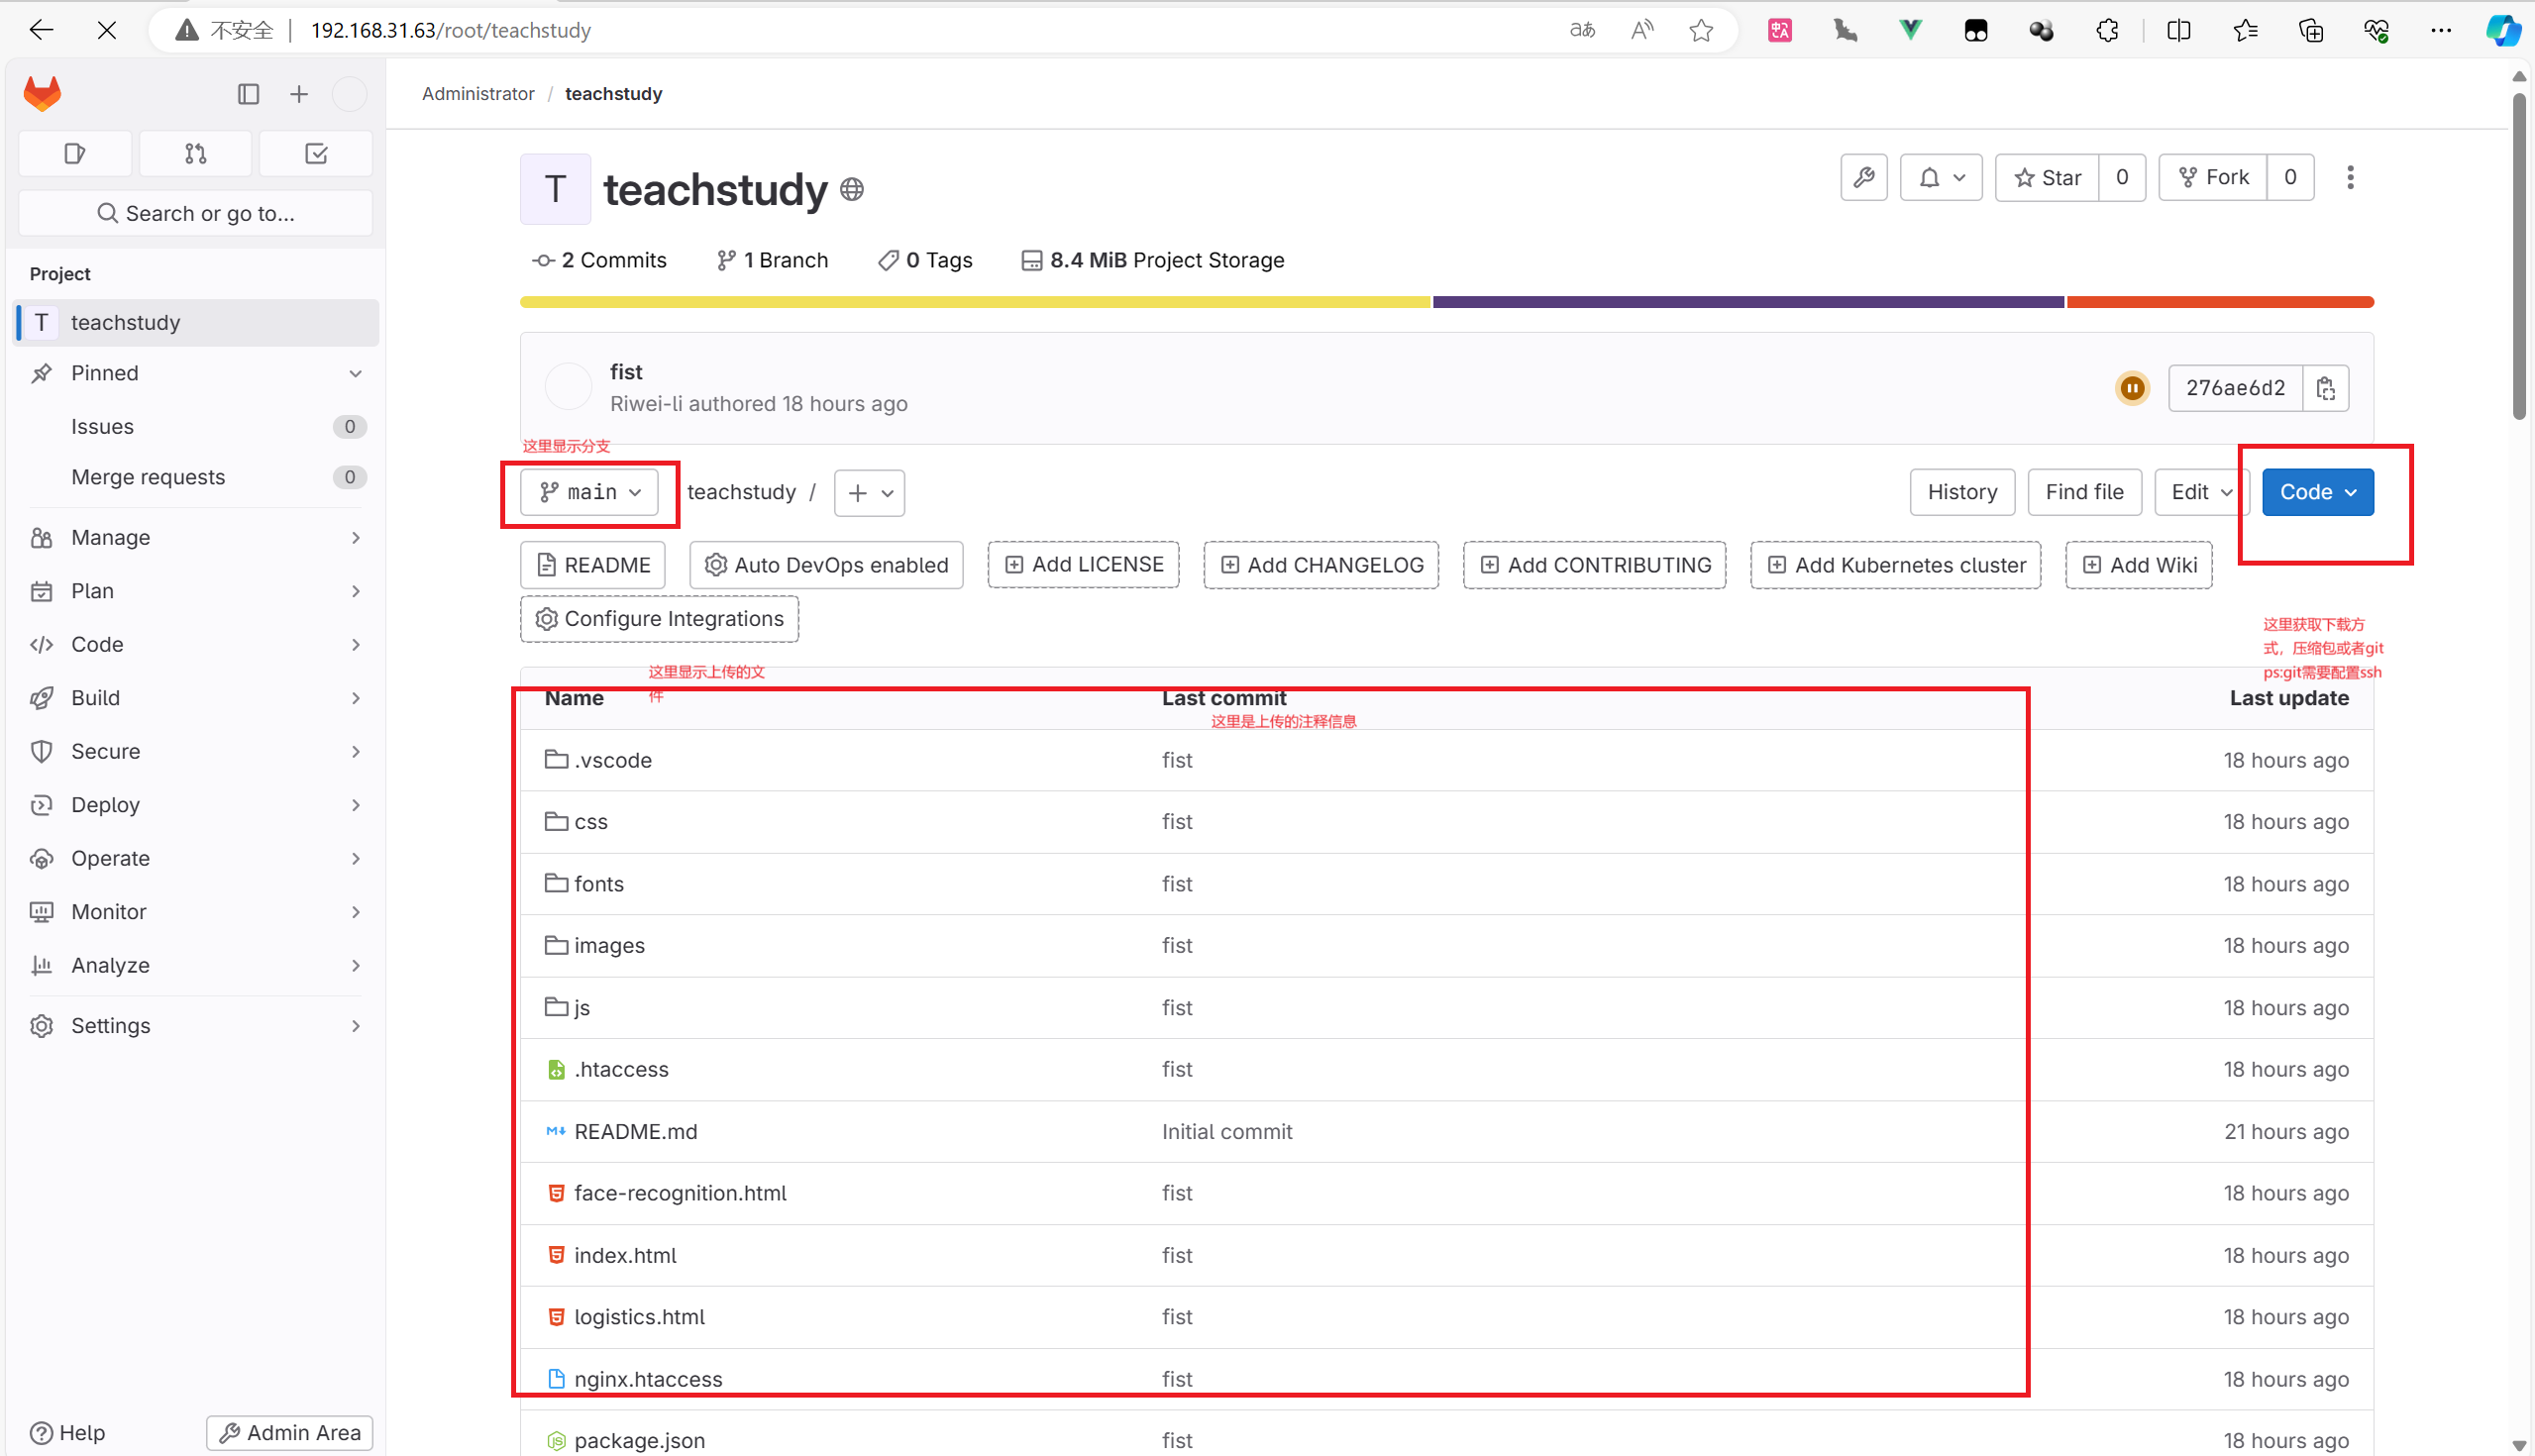 不安全
192.168.31.63/root/teachstudy
Administrator / teachstudy
Search or go to...
Project
T teachstudy
Pinned
Issues 0
Merge requests 0
Manage
Plan
Code
Build
Secure
Deploy
Operate
Monitor
Analyze
Settings
Help
Admin Area
T teachstudy
Star 0
Fork 0
2 Commits
1 Branch
0 Tags
8.4 MiB Project Storage
fist
Riwei-li authored 18 hours ago
276ae6d2
这里显示分支
main
teachstudy /
History
Find file
Edit
Code
README
Auto DevOps enabled
Add LICENSE
Add CHANGELOG
Add CONTRIBUTING
Add Kubernetes cluster
Add Wiki
Configure Integrations
这里获取下载方
式，压缩包或者git
ps:git需要配置ssh
这里显示上传的文
件
Name Last commit Last update
这里是上传的注释信息
.vscode fist 18 hours ago
css fist 18 hours ago
fonts fist 18 hours ago
images fist 18 hours ago
js fist 18 hours ago
.htaccess fist 18 hours ago
README.md Initial commit 21 hours ago
face-recognition.html fist 18 hours ago
index.html fist 18 hours ago
logistics.html fist 18 hours ago
nginx.htaccess fist 18 hours ago
package.json fist 18 hours ago